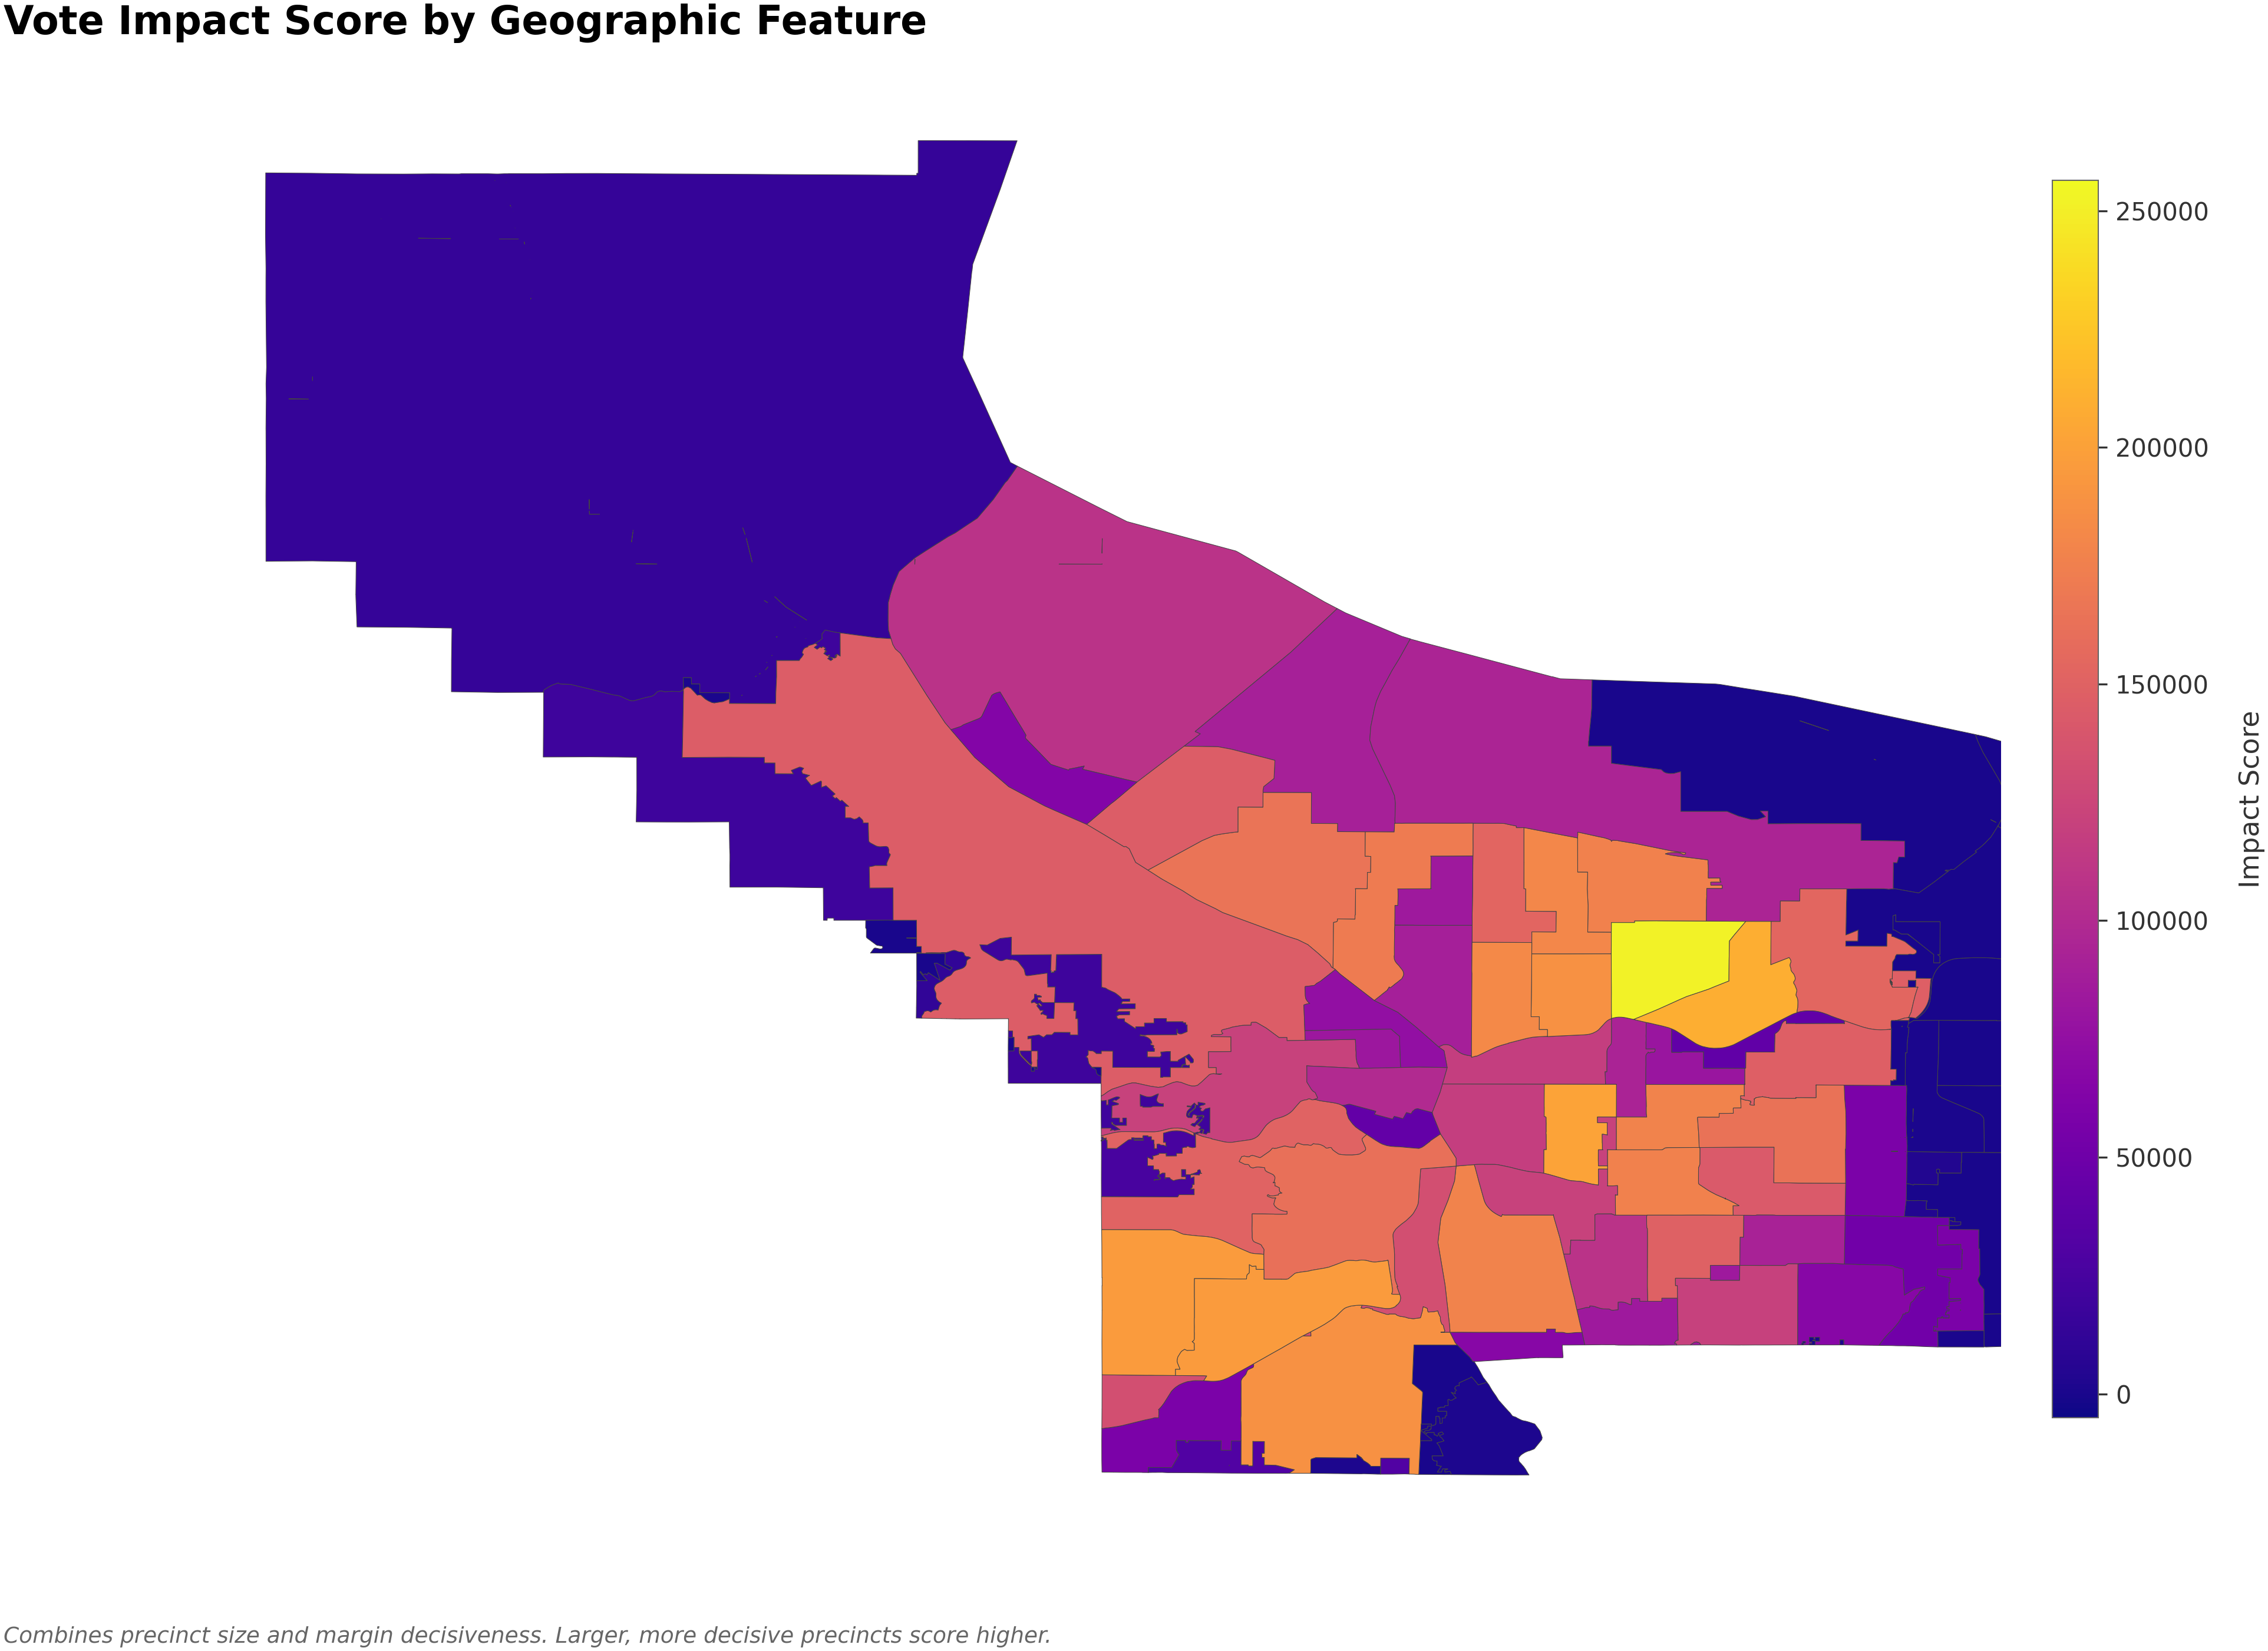 Vote Impact Score by Geographic Feature
250000
200000
150000
100000
50000
0
Impact Score
Combines precinct size and margin decisiveness. Larger, more decisive precincts score higher.